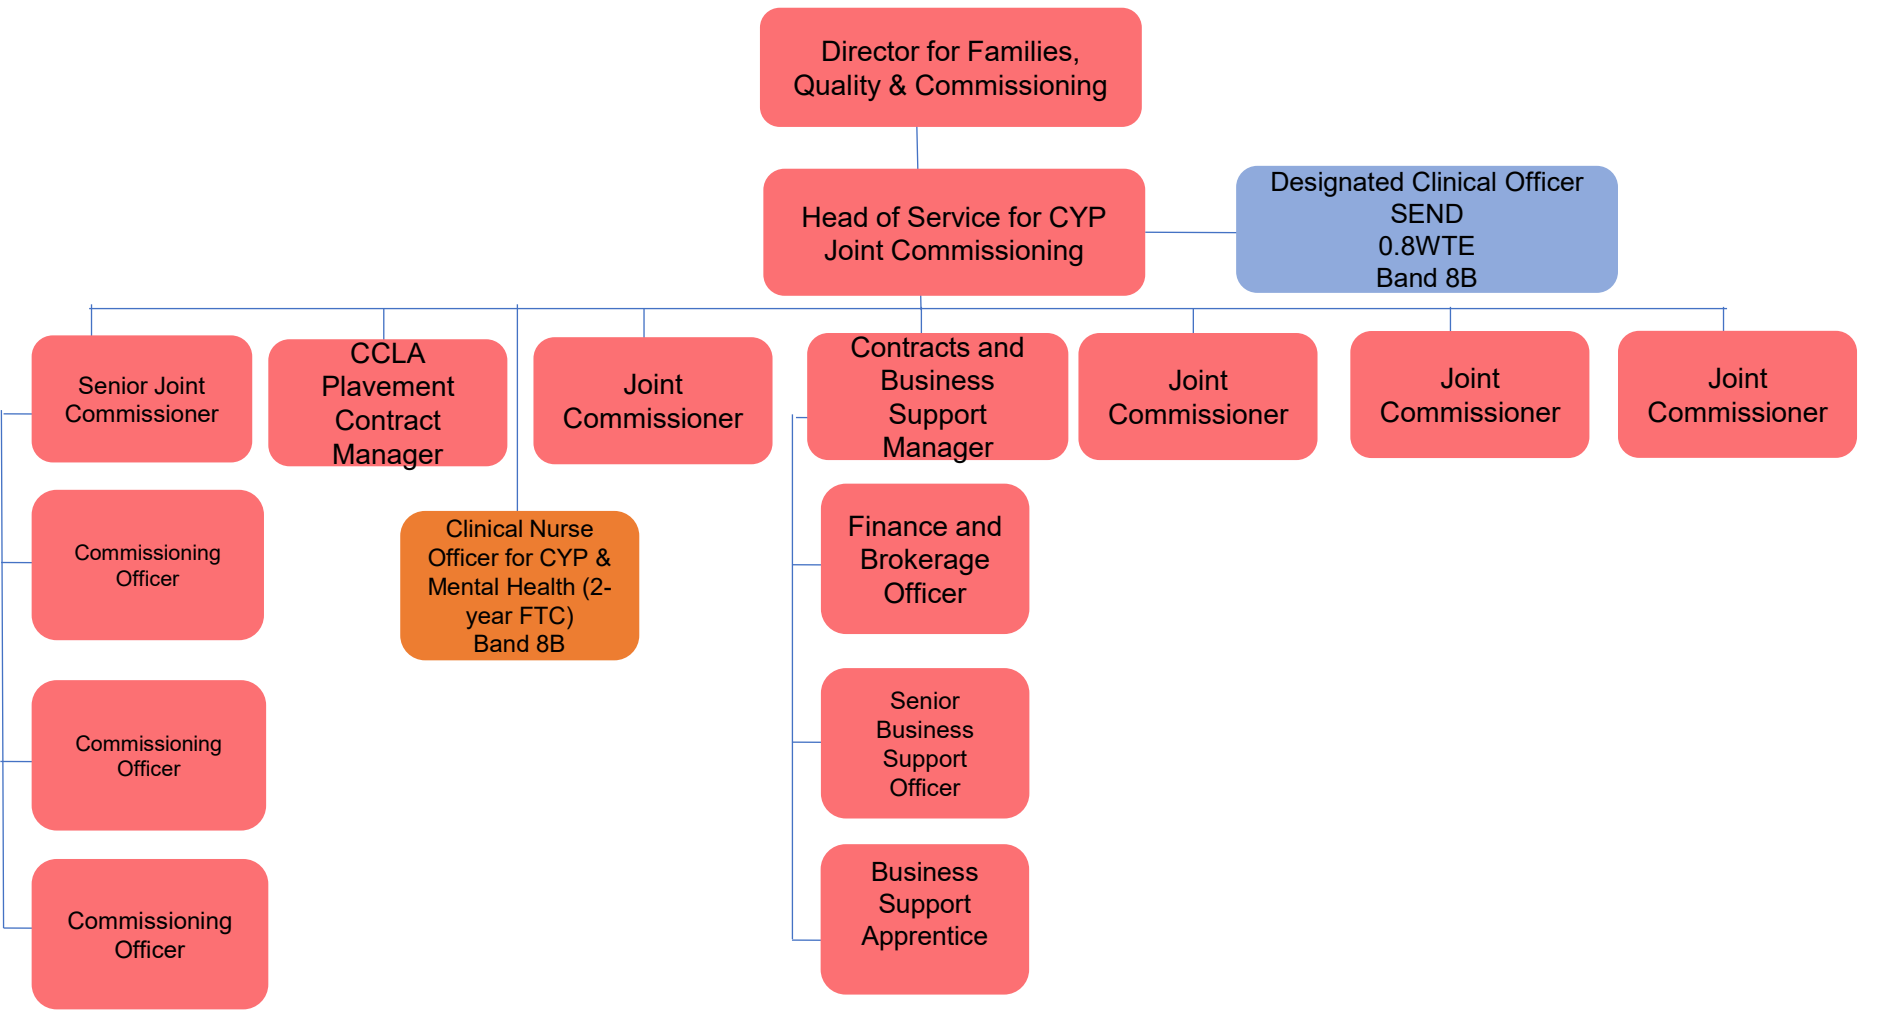 Director for Families,
Quality & Commissioning
Head of Service for CYP
Joint Commissioning
Designated Clinical Officer
SEND
0.8WTE
Band 8B
Senior Joint
Commissioner
CCLA
Plavement
Contract
Manager
Joint
Commissioner
Contracts and
Business
Support
Manager
Joint
Commissioner
Joint
Commissioner
Joint
Commissioner
Commissioning
Officer
Clinical Nurse
Officer for CYP &
Mental Health (2-
year FTC)
Band 8B
Finance and
Brokerage
Officer
Commissioning
Officer
Senior
Business
Support
Officer
Commissioning
Officer
Business
Support
Apprentice